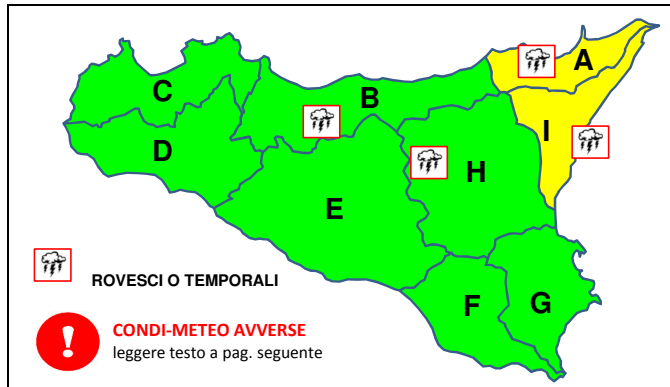 A
C
B
I
D
H
E
F
G
ROVESCI O TEMPORALI
CONDI-METEO AVVERSE
leggere testo a pag. seguente